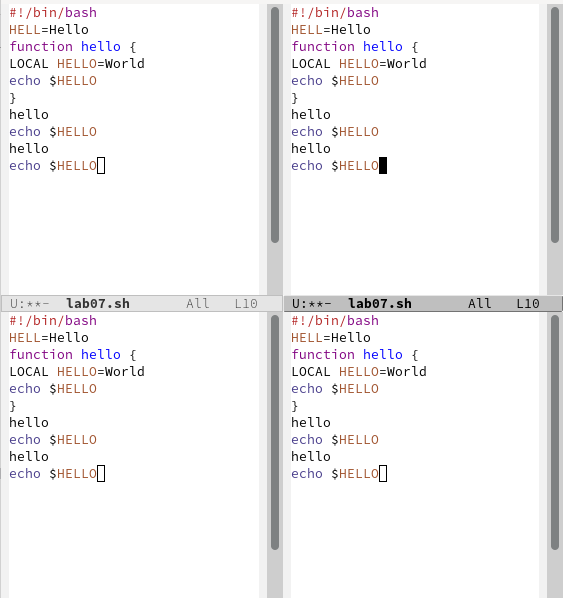 #!/bin/bash
HELL=Hello
function hello {
LOCAL HELLO=World
echo $HELLO
}
hello
echo $HELLO
hello
echo $HELLO
U:**- lab07.sh All L10
#!/bin/bash
HELL=Hello
function hello {
LOCAL HELLO=World
echo $HELLO
}
hello
echo $HELLO
hello
echo $HELLO
U:**- lab07.sh All L10
#!/bin/bash
HELL=Hello
function hello {
LOCAL HELLO=World
echo $HELLO
}
hello
echo $HELLO
hello
echo $HELLO
#!/bin/bash
HELL=Hello
function hello {
LOCAL HELLO=World
echo $HELLO
}
hello
echo $HELLO
hello
echo $HELLO